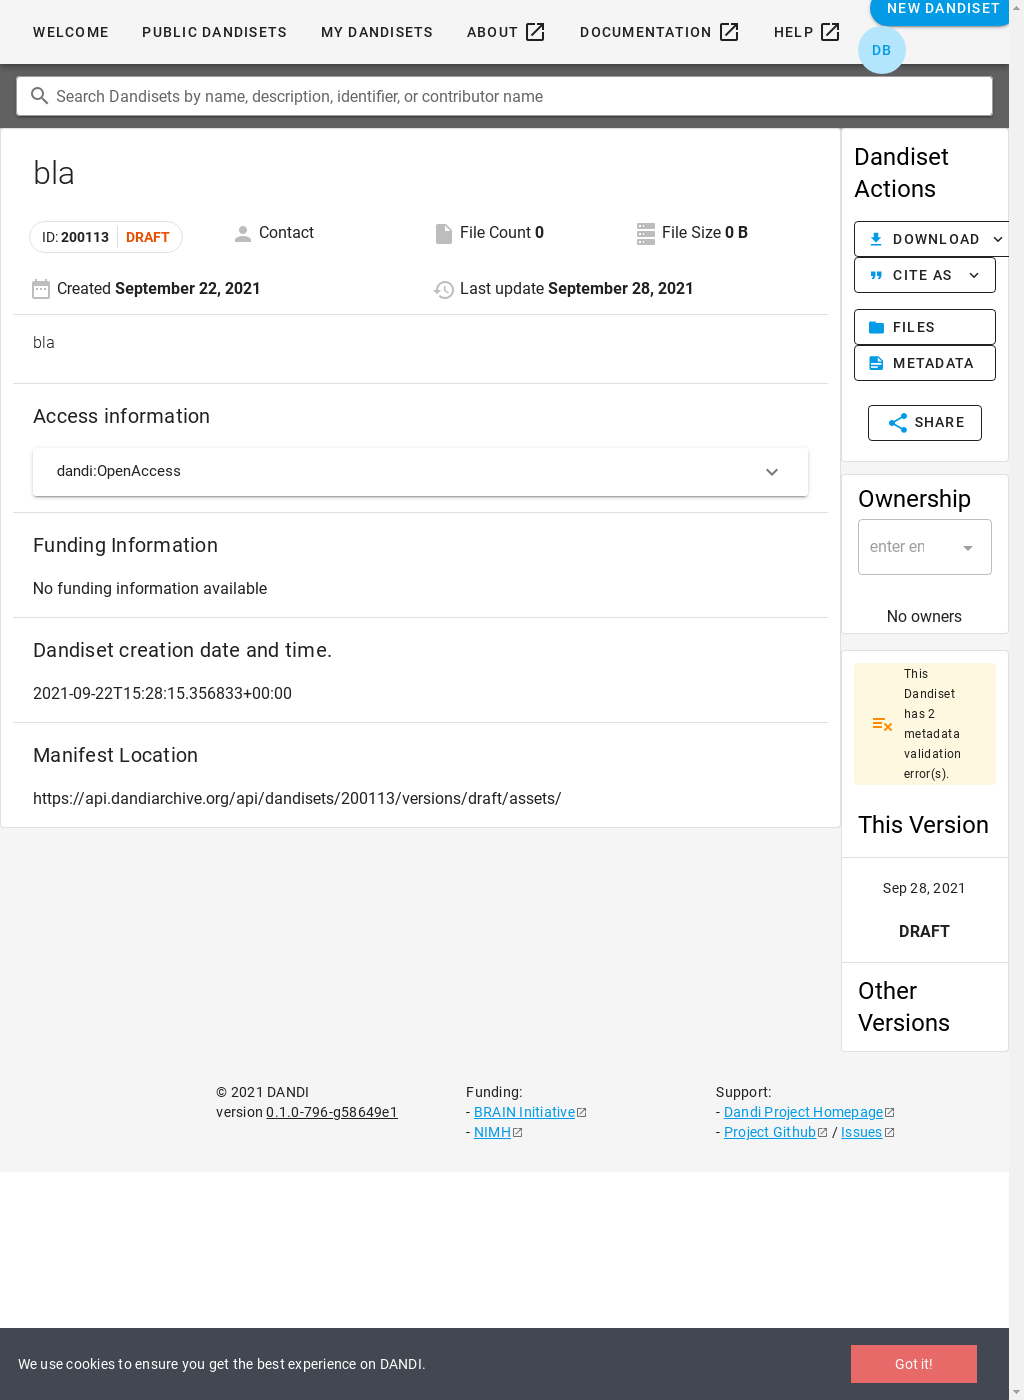 WELCOME PUBLIC DANDISETS MY DANDISETS ABOUT DOCUMENTATION HELP NEW DANDISET
DB
Search Dandisets by name, description, identifier, or contributor name
bla
ID: 200113 DRAFT Contact File Count 0 File Size 0 B
Created September 22, 2021 Last update September 28, 2021
bla
Access information
dandi:OpenAccess
Funding Information
No funding information available
Dandiset creation date and time.
2021-09-22T15:28:15.356833+00:00
Manifest Location
https://api.dandiarchive.org/api/dandisets/200113/versions/draft/assets/
Dandiset
Actions
DOWNLOAD
CITE AS
FILES
METADATA
SHARE
Ownership
enter en
No owners
This
Dandiset
has 2
metadata
validation
error(s).
This Version
Sep 28, 2021
DRAFT
Other
Versions
© 2021 DANDI
version 0.1.0-796-g58649e1
Funding:
- BRAIN Initiative
- NIMH
Support:
- Dandi Project Homepage
- Project Github / Issues
We use cookies to ensure you get the best experience on DANDI.
Got it!